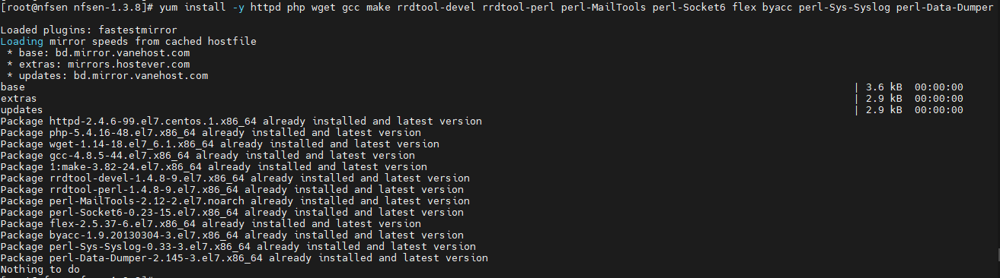 [root@nfsen nfsen-1.3.8]# yum install -y httpd php wget gcc make rrdtool-devel rrdtool-perl perl-MailTools perl-Socket6 flex byacc perl-Sys-Syslog perl-Data-Dumper
Loaded plugins: fastestmirror
Loading mirror speeds from cached hostfile
 * base: bd.mirror.vanehost.com
 * extras: mirrors.hostever.com
 * updates: bd.mirror.vanehost.com
base | 3.6 kB 00:00:00
extras | 2.9 kB 00:00:00
updates | 2.9 kB 00:00:00
Package httpd-2.4.6-99.el7.centos.1.x86_64 already installed and latest version
Package php-5.4.16-48.el7.x86_64 already installed and latest version
Package wget-1.14-18.el7_6.1.x86_64 already installed and latest version
Package gcc-4.8.5-44.el7.x86_64 already installed and latest version
Package 1:make-3.82-24.el7.x86_64 already installed and latest version
Package rrdtool-devel-1.4.8-9.el7.x86_64 already installed and latest version
Package rrdtool-perl-1.4.8-9.el7.x86_64 already installed and latest version
Package perl-MailTools-2.12-2.el7.noarch already installed and latest version
Package perl-Socket6-0.23-15.el7.x86_64 already installed and latest version
Package flex-2.5.37-6.el7.x86_64 already installed and latest version
Package byacc-1.9.20130304-3.el7.x86_64 already installed and latest version
Package perl-Sys-Syslog-0.33-3.el7.x86_64 already installed and latest version
Package perl-Data-Dumper-2.145-3.el7.x86_64 already installed and latest version
Nothing to do